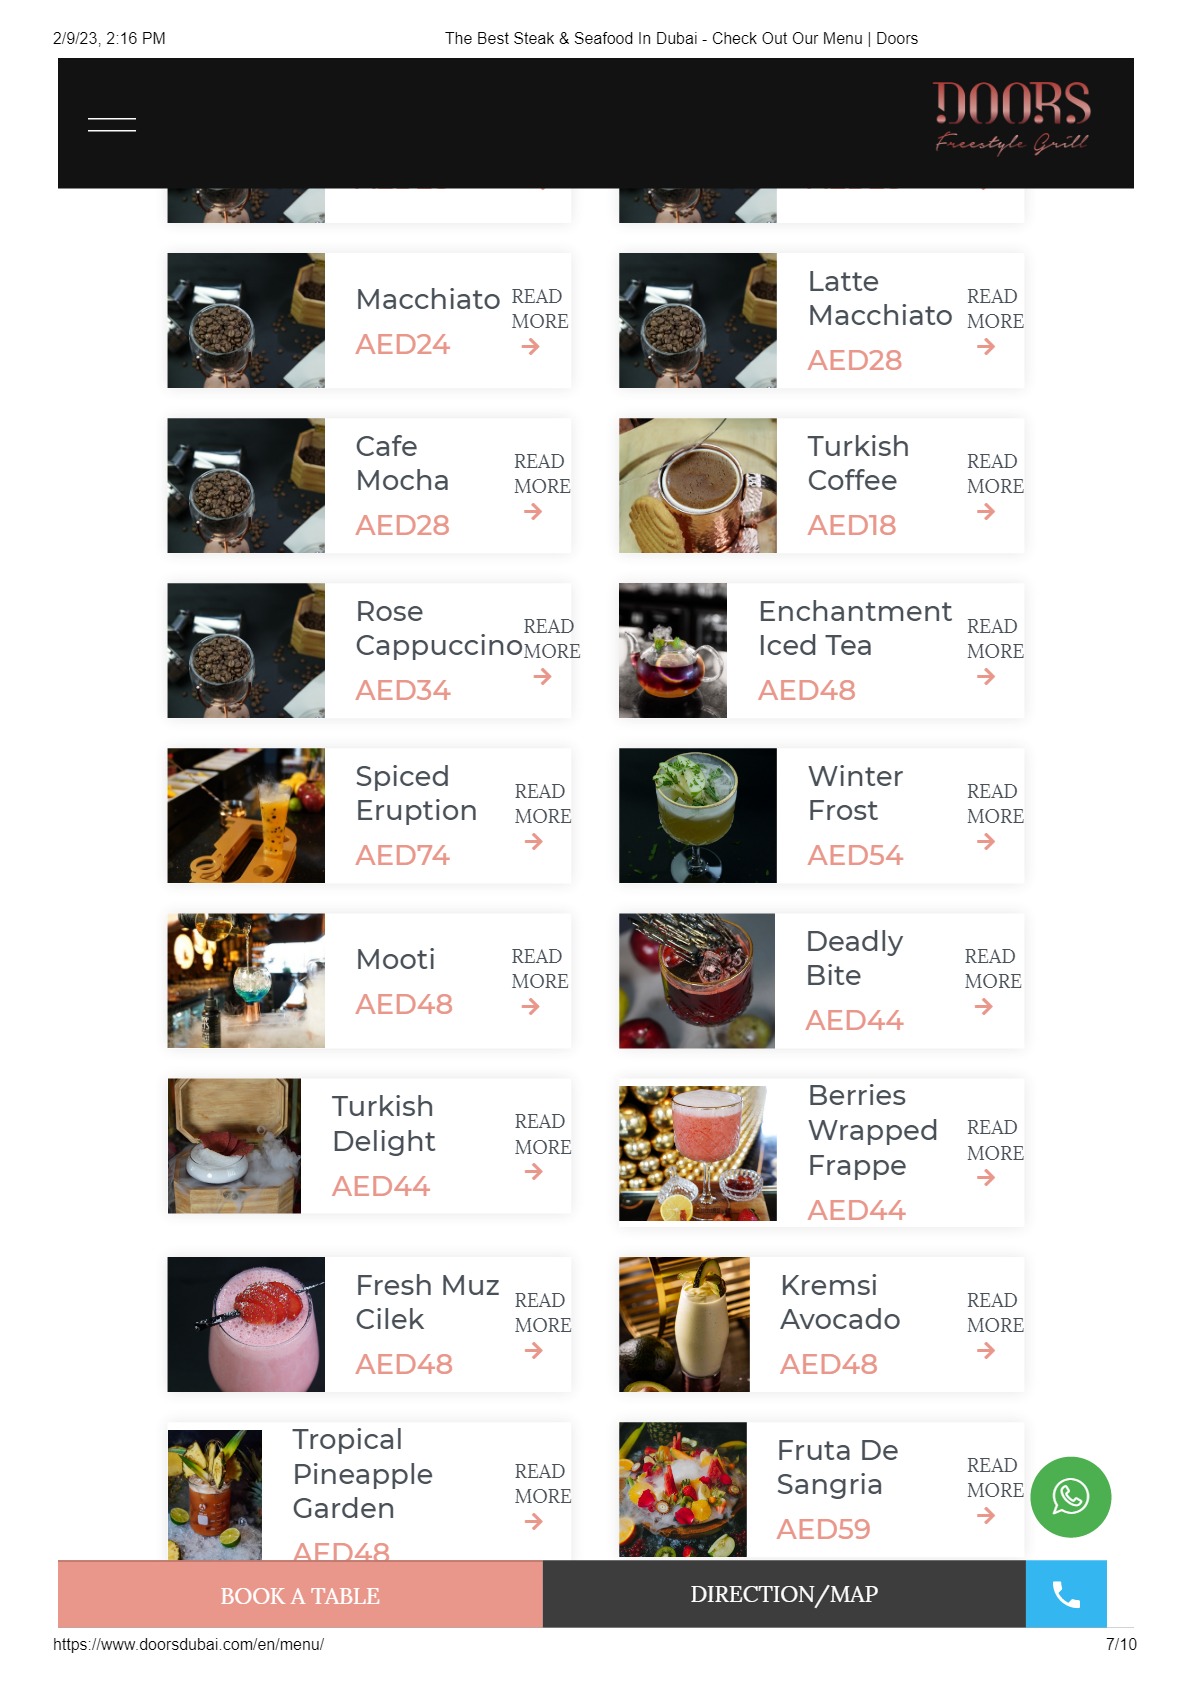 2/9/23, 2:16 PM
The Best Steak & Seafood In Dubai - Check Out Our Menu | Doors
DOORS
Freestyle Grill
Macchiato
AED24
READ
MORE
Latte
Macchiato
AED28
READ
MORE
Cafe
Mocha
AED28
READ
MORE
Turkish
Coffee
AED18
READ
MORE
Rose
Cappuccino
AED34
READ
MORE
Enchantment
Iced Tea
AED48
READ
MORE
Spiced
Eruption
AED74
READ
MORE
Winter
Frost
AED54
READ
MORE
Mooti
AED48
READ
MORE
Deadly
Bite
AED44
READ
MORE
Turkish
Delight
AED44
READ
MORE
Berries
Wrapped
Frappe
AED44
READ
MORE
Fresh Muz
Cilek
AED48
READ
MORE
Kremsi
Avocado
AED48
READ
MORE
Tropical
Pineapple
Garden
AED48
READ
MORE
Fruta De
Sangria
AED59
READ
MORE
BOOK A TABLE
DIRECTION/MAP
https://www.doorsdubai.com/en/menu/
7/10